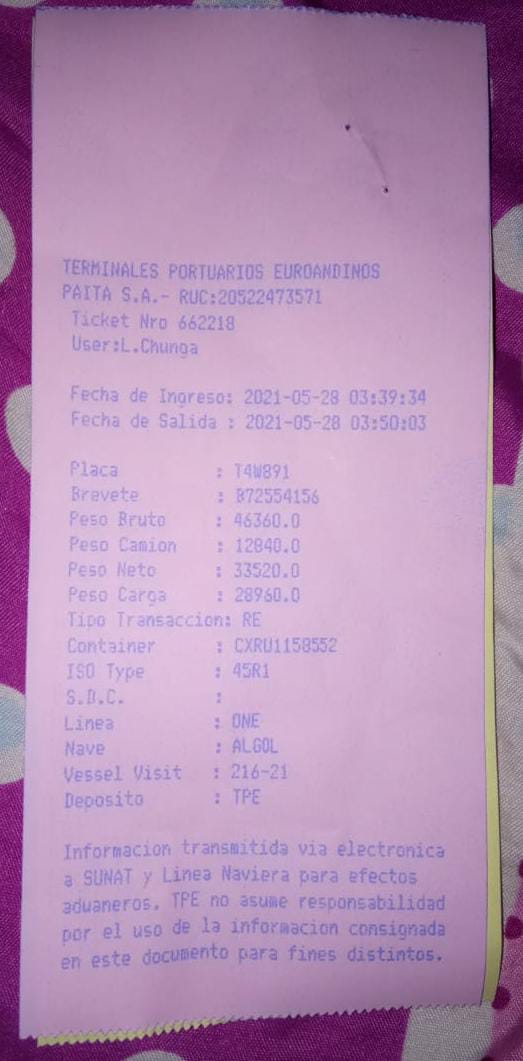 TERMINALES PORTUARIOS EUROANDINOS
PAITA S.A.- RUC:20522473571
Ticket Nro 662218
User:L.Chunga
Fecha de Ingreso: 2021-05-28 03:39:34
Fecha de Salida : 2021-05-28 03:50:03
Placa : T4W891
Brevete : B72554156
Peso Bruto : 46360.0
Peso Camion : 12840.0
Peso Neto : 33520.0
Peso Carga : 28960.0
Tipo Transaccion: RE
Container : CXRU1158552
ISO Type : 45R1
S.D.C. :
Linea : ONE
Nave : ALGOL
Vessel Visit : 216-21
Deposito : TPE
Informacion transmitida via electronica
a SUNAT y Linea Naviera para efectos
aduaneros. TPE no asume responsabilidad
por el uso de la informacion consignada
en este documento para fines distintos.